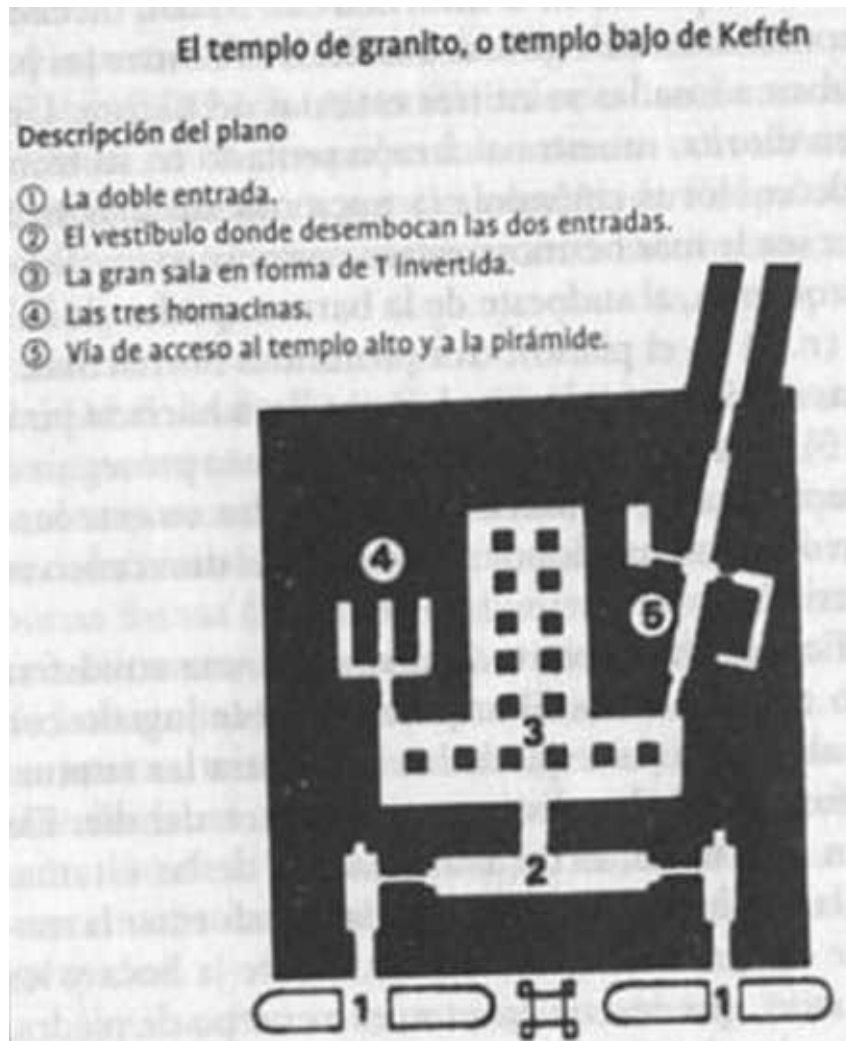 El templo de granito, o templo bajo de Kefrén
Descripción del plano
① La doble entrada.
② El vestíbulo donde desembocan las dos entradas.
③ La gran sala en forma de T invertida.
④ Las tres hornacinas.
⑤ Vía de acceso al templo alto y a la pirámide.
4
5
3
2
1
1